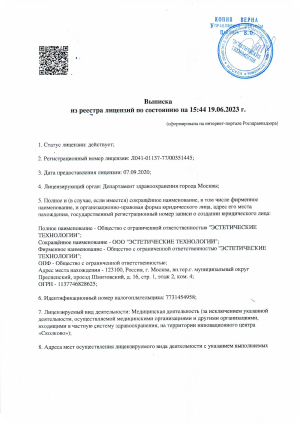 КОПИЯ ВЕРНА
Выписка
из реестра лицензий по состоянию на 15:44 19.06.2023 г.
(сформирована на интернет-портале Росздравнадзора)
1. Статус лицензии: действует;
2. Регистрационный номер лицензии: Л041-01137-77/00351445;
3. Дата предоставления лицензии: 07.09.2020;
4. Лицензирующий орган: Департамент здравоохранения города Москвы;
5. Полное и (в случае, если имеется) сокращённое наименование, в том числе фирменное
наименование, и организационно-правовая форма юридического лица, адрес его места
нахождения, государственный регистрационный номер записи о создании юридического лица:
Полное наименование - Общество с ограниченной ответственностью "ЭСТЕТИЧЕСКИЕ
ТЕХНОЛОГИИ";
Сокращённое наименование - ООО "ЭСТЕТИЧЕСКИЕ ТЕХНОЛОГИИ";
Фирменное наименование - Общество с ограниченной ответственностью "ЭСТЕТИЧЕСКИЕ
ТЕХНОЛОГИИ";
ОПФ - Общество с ограниченной ответственностью;
Адрес места нахождения - 123100, Россия, г. Москва, вн.тер.г. муниципальный округ
Пресненский, проезд Шмитовский, д. 16, стр. 1, этаж 2, ком. 4;
ОГРН - 1137746828625;
6. Идентификационный номер налогоплательщика: 7731454958;
7. Лицензируемый вид деятельности: Медицинская деятельность (за исключением указанной
деятельности, осуществляемой медицинскими организациями и другими организациями,
входящими в частную систему здравоохранения, на территории инновационного центра
«Сколково»);
8. Адреса мест осуществления лицензируемого вида деятельности с указанием выполняемых